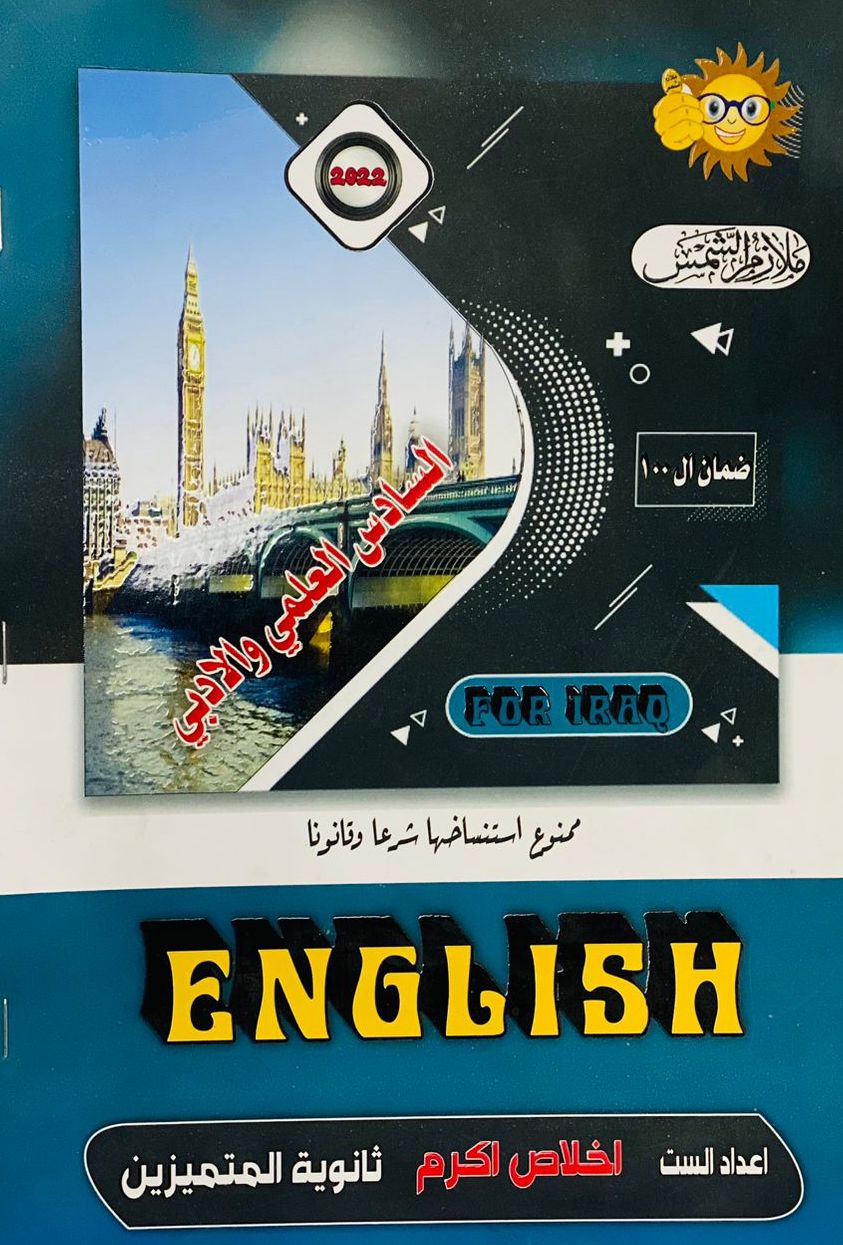 2022
ملازم الشمس
ضمان ال ١٠٠
السادس العلمي والادبي
FOR IRAQ
ممنوع استنساخها شرعا وقانونا
ENGLISH
اعداد الست اخلاص اكرم ثانوية المتميزين